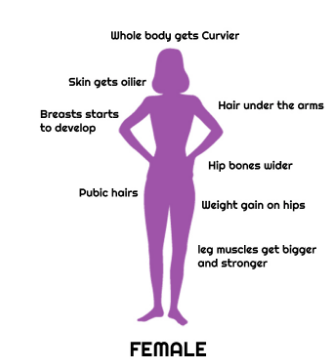 Whole body gets Curvier
Skin gets oilier
Hair under the arms
Breasts starts
to develop
Hip bones wider
Pubic hairs
Weight gain on hips
leg muscles get bigger
and stronger
FEMALE